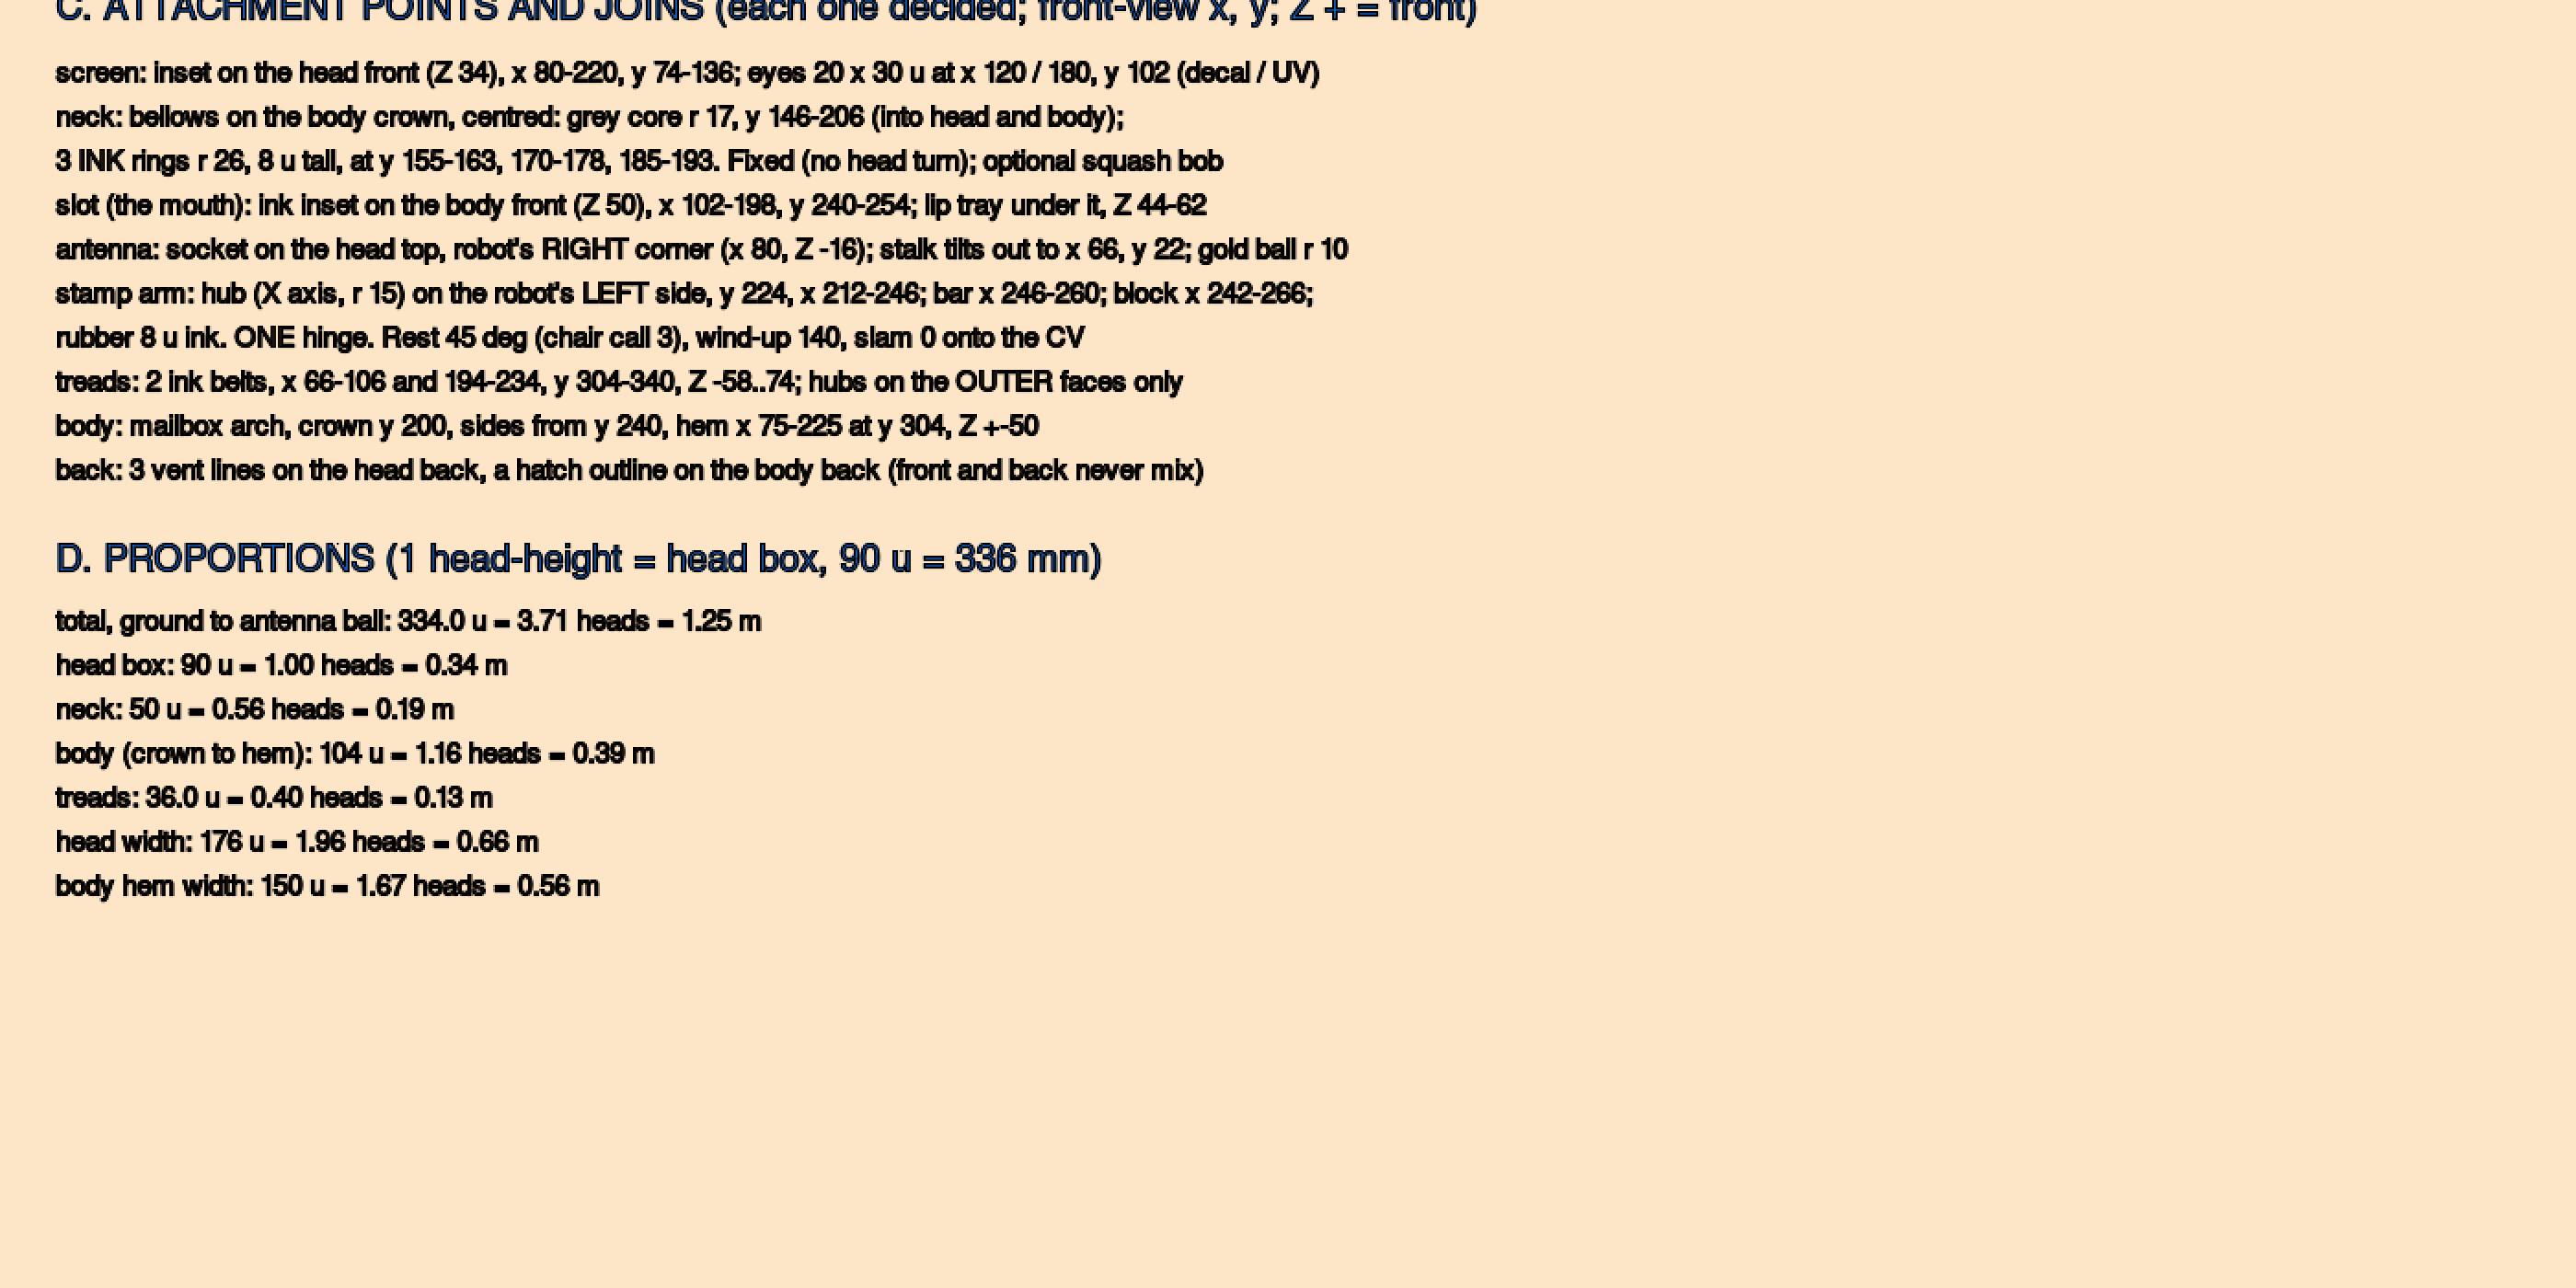 C. ATTACHMENT POINTS AND JOINS (each one decided; front-view x, y; Z + = front)
screen: inset on the head front (Z 34), x 80-220, y 74-136; eyes 20 x 30 u at x 120 / 180, y 102 (decal / UV)
neck: bellows on the body crown, centred: grey core r 17, y 146-206 (into head and body);
3 INK rings r 26, 8 u tall, at y 155-163, 170-178, 185-193. Fixed (no head turn); optional squash bob
slot (the mouth): ink inset on the body front (Z 50), x 102-198, y 240-254; lip tray under it, Z 44-62
antenna: socket on the head top, robot's RIGHT corner (x 80, Z -16); stalk tilts out to x 66, y 22; gold ball r 10
stamp arm: hub (X axis, r 15) on the robot's LEFT side, y 224, x 212-246; bar x 246-260; block x 242-266;
rubber 8 u ink. ONE hinge. Rest 45 deg (chair call 3), wind-up 140, slam 0 onto the CV
treads: 2 ink belts, x 66-106 and 194-234, y 304-340, Z -58..74; hubs on the OUTER faces only
body: mailbox arch, crown y 200, sides from y 240, hem x 75-225 at y 304, Z +-50
back: 3 vent lines on the head back, a hatch outline on the body back (front and back never mix)
D. PROPORTIONS (1 head-height = head box, 90 u = 336 mm)
total, ground to antenna ball: 334.0 u = 3.71 heads = 1.25 m
head box: 90 u = 1.00 heads = 0.34 m
neck: 50 u = 0.56 heads = 0.19 m
body (crown to hem): 104 u = 1.16 heads = 0.39 m
treads: 36.0 u = 0.40 heads = 0.13 m
head width: 176 u = 1.96 heads = 0.66 m
body hem width: 150 u = 1.67 heads = 0.56 m